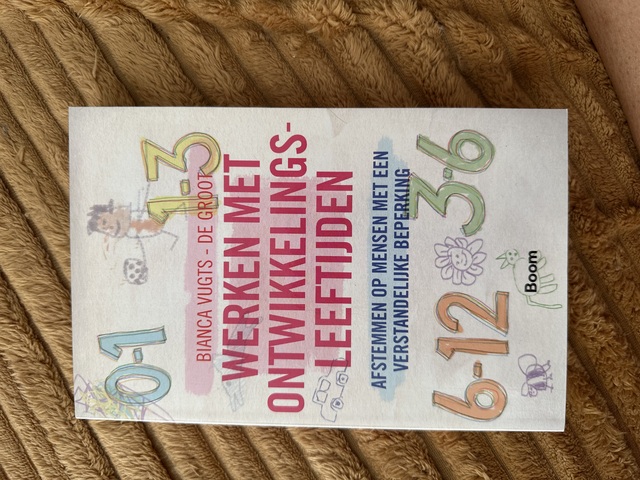 0-1
1-3
BIANCA VUGTS - DE GROOT
WERKEN MET
ONTWIKKELINGS-
LEEFTIJDEN
AFSTEMMEN OP MENSEN MET EEN
VERSTANDELIJKE BEPERKING
3-6
6-12
Boom